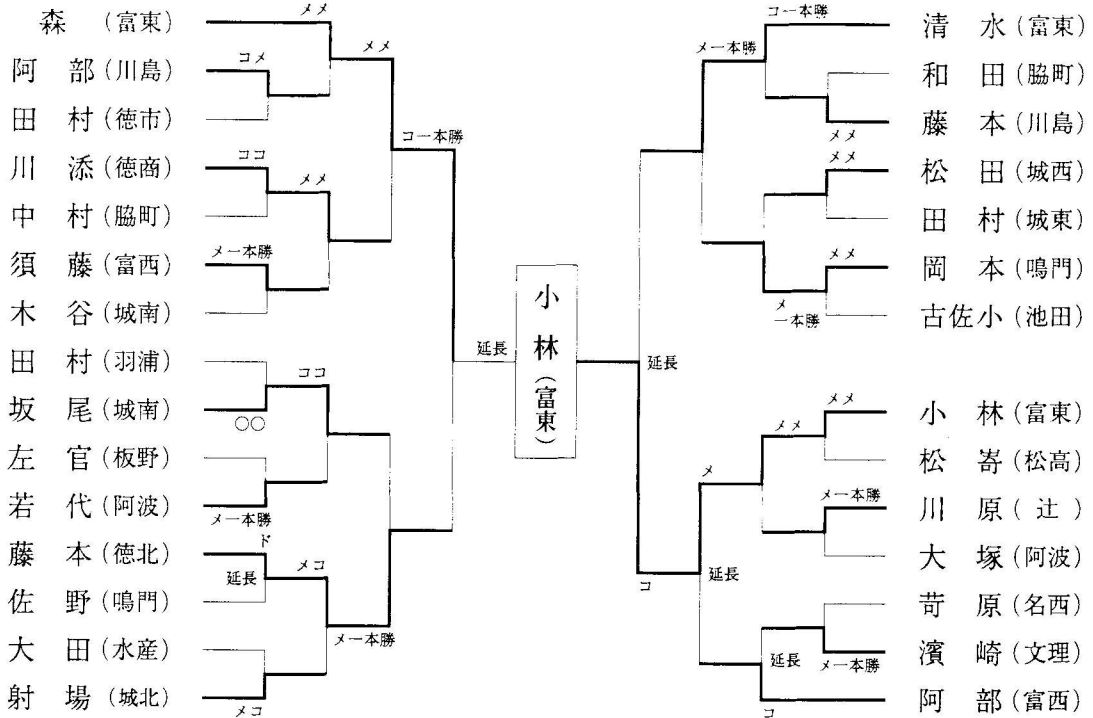 森 (富東)
阿部 (川島)
田村 (徳市)
川添 (徳商)
中村 (脇町)
須藤 (富西)
木谷 (城南)
田村 (羽浦)
坂尾 (城南)
左官 (板野)
若代 (阿波)
藤本 (徳北)
佐野 (鳴門)
大田 (水産)
射場 (城北)
メメ
コメ
ココ
メ一本勝
○○
メ一本勝
ド
延長
メコ
メメ
メメ
ココ
メコ
メ一本勝
コ一本勝
延長
小林 (富東)
延長
コ
メ一本勝
メ
延長
コ一本勝
メ一本勝
メメ
延長
コ
メメ
メメ
メメ
メメ
メ一本勝
メ一本勝
清水 (富東)
和田 (脇町)
藤本 (川島)
松田 (城西)
田村 (城東)
岡本 (鳴門)
古佐小 (池田)
小林 (富東)
松嵜 (松高)
川原 (辻)
大塚 (阿波)
苛原 (名西)
濱崎 (文理)
阿部 (富西)